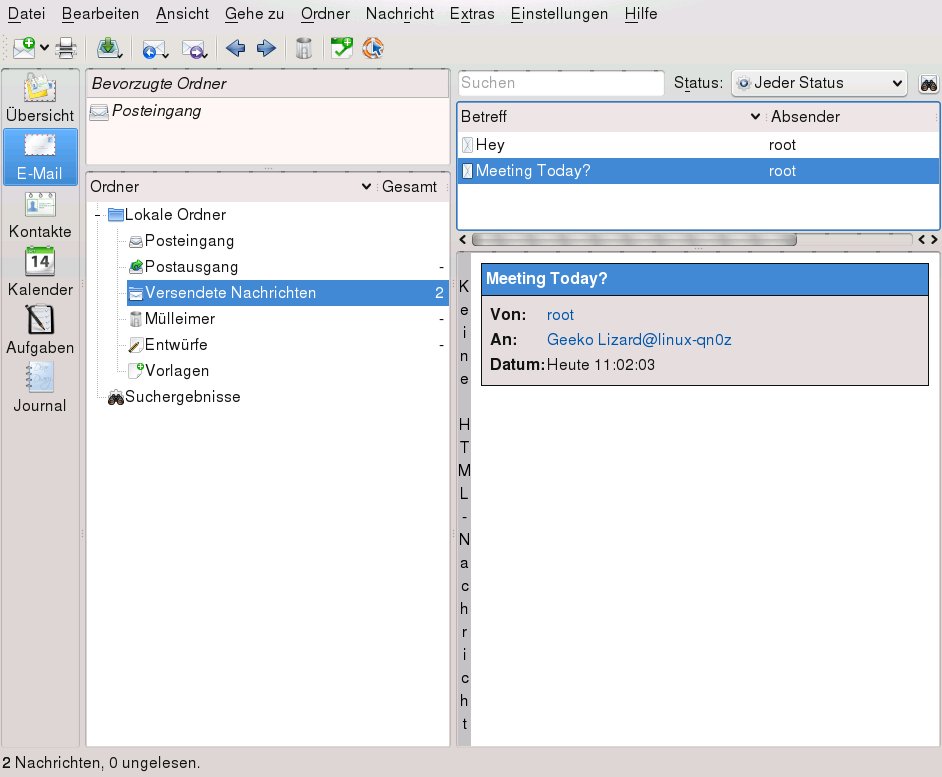 Datei Bearbeiten Ansicht Gehe zu Ordner Nachricht Extras Einstellungen Hilfe
Übersicht
E-Mail
Kontakte
14
Kalender
Aufgaben
Journal
Bevorzugte Ordner
Posteingang
Ordner Gesamt
Lokale Ordner
Posteingang
Postausgang -
Versendete Nachrichten 2
Mülleimer -
Entwürfe -
Vorlagen
Suchergebnisse
Suchen Status: Jeder Status
Betreff Absender
Hey root
Meeting Today? root
Keine HTML-Nachricht
Meeting Today?
Von: root
An: Geeko Lizard@linux-qn0z
Datum: Heute 11:02:03
2 Nachrichten, 0 ungelesen.